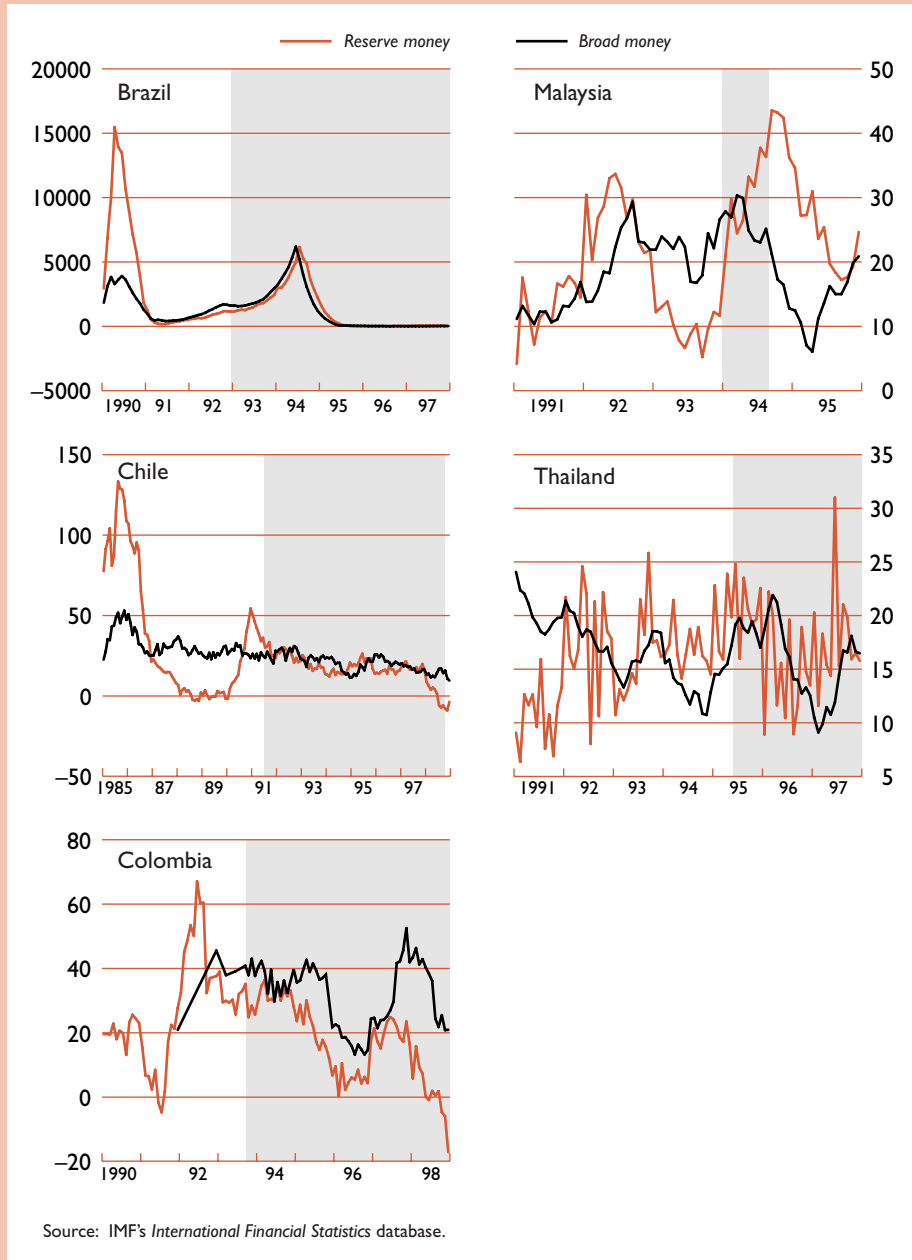 Reserve money Broad money
20000
15000
10000
5000
0
−5000
Brazil
1990 91 92 93 94 95 96 97
50
40
30
20
10
0
Malaysia
1991 92 93 94 95
150
100
50
0
−50
Chile
1985 87 89 91 93 95 97
35
30
25
20
15
10
5
Thailand
1991 92 93 94 95 96 97
80
60
40
20
0
−20
Colombia
1990 92 94 96 98
Source: IMF's International Financial Statistics database.